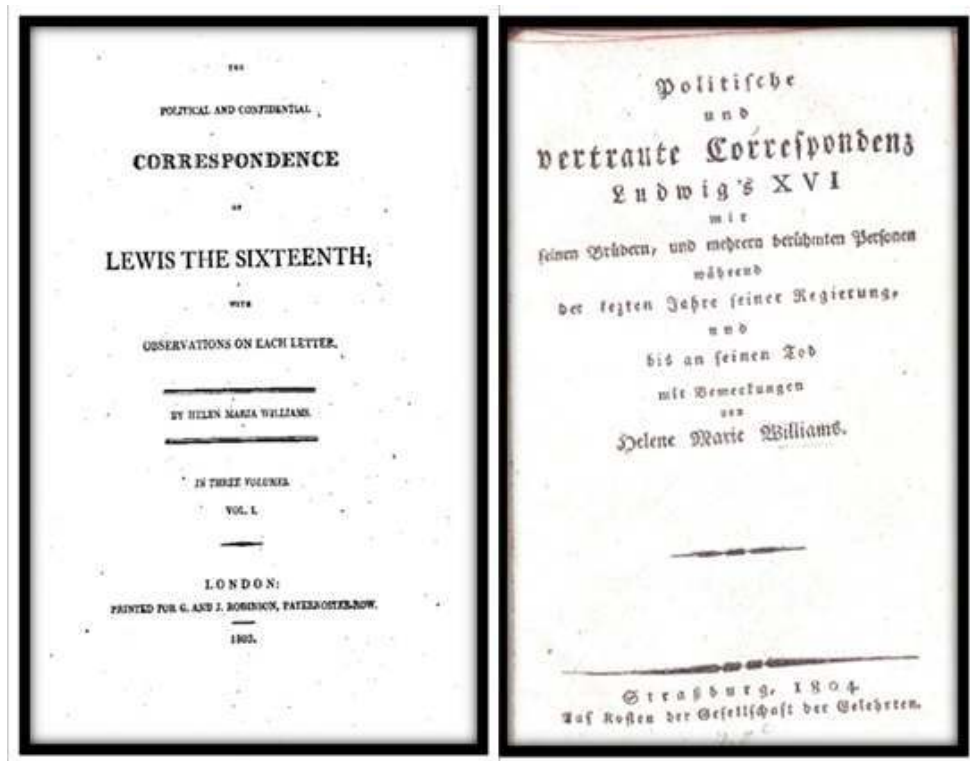 THE
POLITICAL AND CONFIDENTIAL
CORRESPONDENCE
OF
LEWIS THE SIXTEENTH;
WITH
OBSERVATIONS ON EACH LETTER.
BY HELEN MARIA WILLIAMS.
IN THREE VOLUMES.
VOL. I.
LONDON:
PRINTED FOR G. AND J. ROBINSON, PATERNOSTER-ROW.
1803.
Politiſche
und
vertraute Correſpondenz
Ludwig's XVI
mit
ſeinen Brüdern, und mehrern berühmten Perſonen
während
der lezten Jahre ſeiner Regierung,
und
bis an ſeinen Tod
mit Bemerkungen
von
Helene Marie Williams.
Straßburg, 1804
Auf Koſten der Geſellſchaft der Gelehrten.